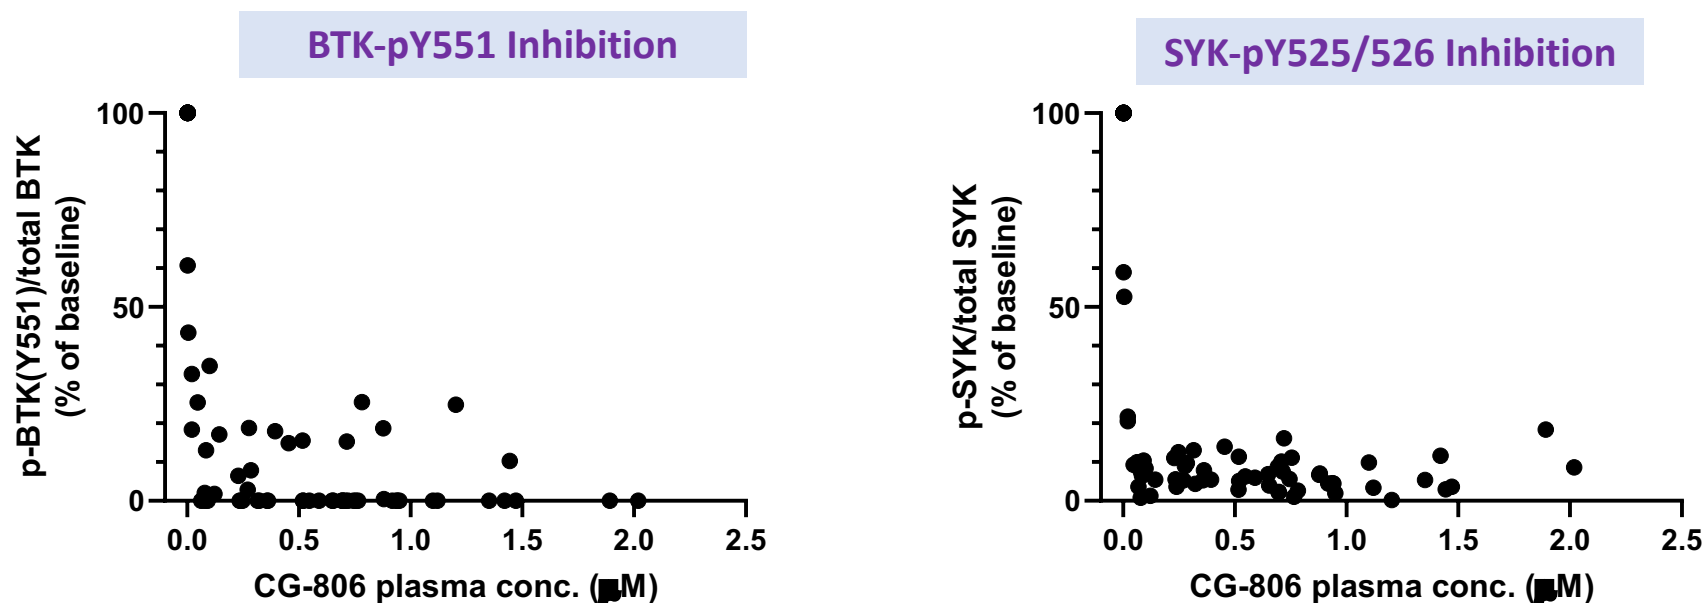 BTK-pY551 Inhibition
p-BTK(Y551)/total BTK
(% of baseline)
100
50
0
0.0 0.5 1.0 1.5 2.0 2.5
CG-806 plasma conc. (μM)
SYK-pY525/526 Inhibition
p-SYK/total SYK
(% of baseline)
100
50
0
0.0 0.5 1.0 1.5 2.0 2.5
CG-806 plasma conc. (μM)